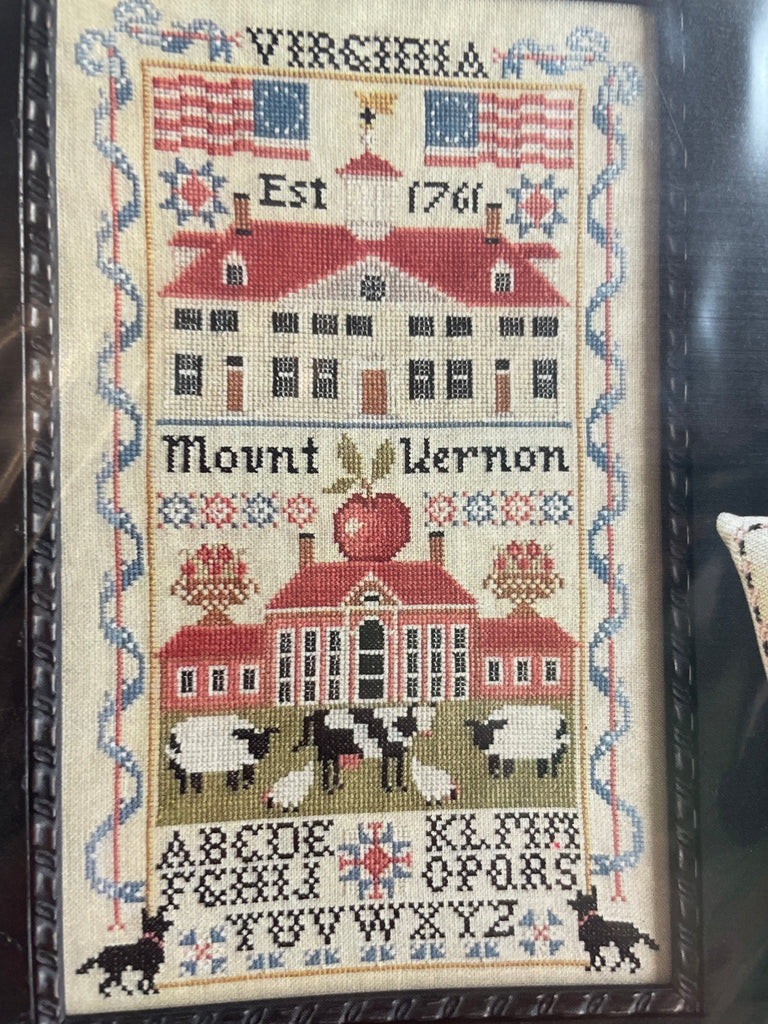 VIRGINIA
Est 1761
Mount Vernon
ABCDE KLMN
FGHIJ OPQRS
TUVWXYZ